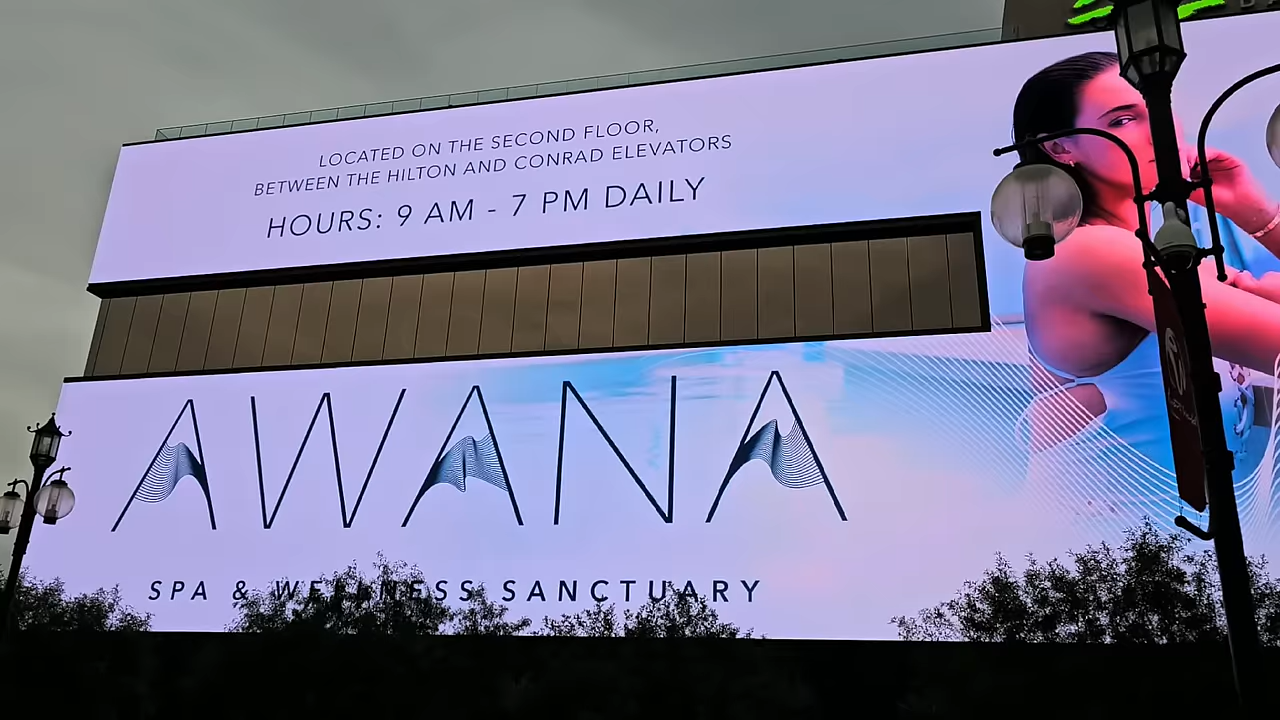 LOCATED ON THE SECOND FLOOR,
BETWEEN THE HILTON AND CONRAD ELEVATORS
HOURS: 9 AM - 7 PM DAILY
AWANA
SPA & WELLNESS SANCTUARY